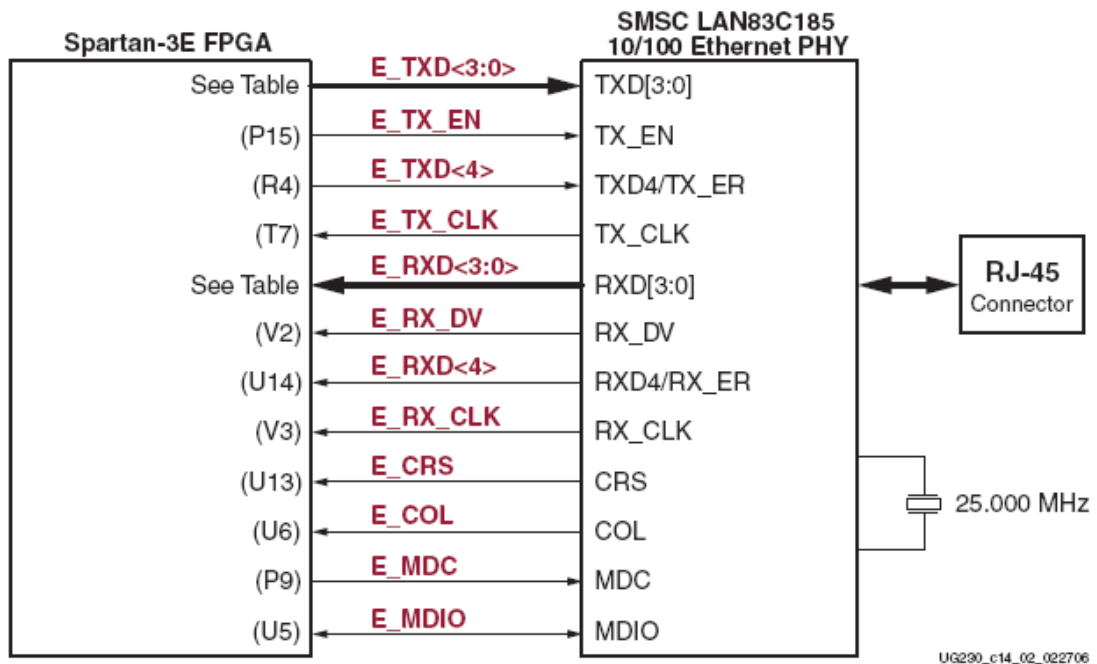 Spartan-3E FPGA
SMSC LAN83C185
10/100 Ethernet PHY
See Table
E_TXD<3:0>
TXD[3:0]
(P15)
E_TX_EN
TX_EN
(R4)
E_TXD<4>
TXD4/TX_ER
(T7)
E_TX_CLK
TX_CLK
See Table
E_RXD<3:0>
RXD[3:0]
(V2)
E_RX_DV
RX_DV
(U14)
E_RXD<4>
RXD4/RX_ER
(V3)
E_RX_CLK
RX_CLK
(U13)
E_CRS
CRS
(U6)
E_COL
COL
(P9)
E_MDC
MDC
(U5)
E_MDIO
MDIO
RJ-45
Connector
25.000 MHz
UG230_c14_02_022706